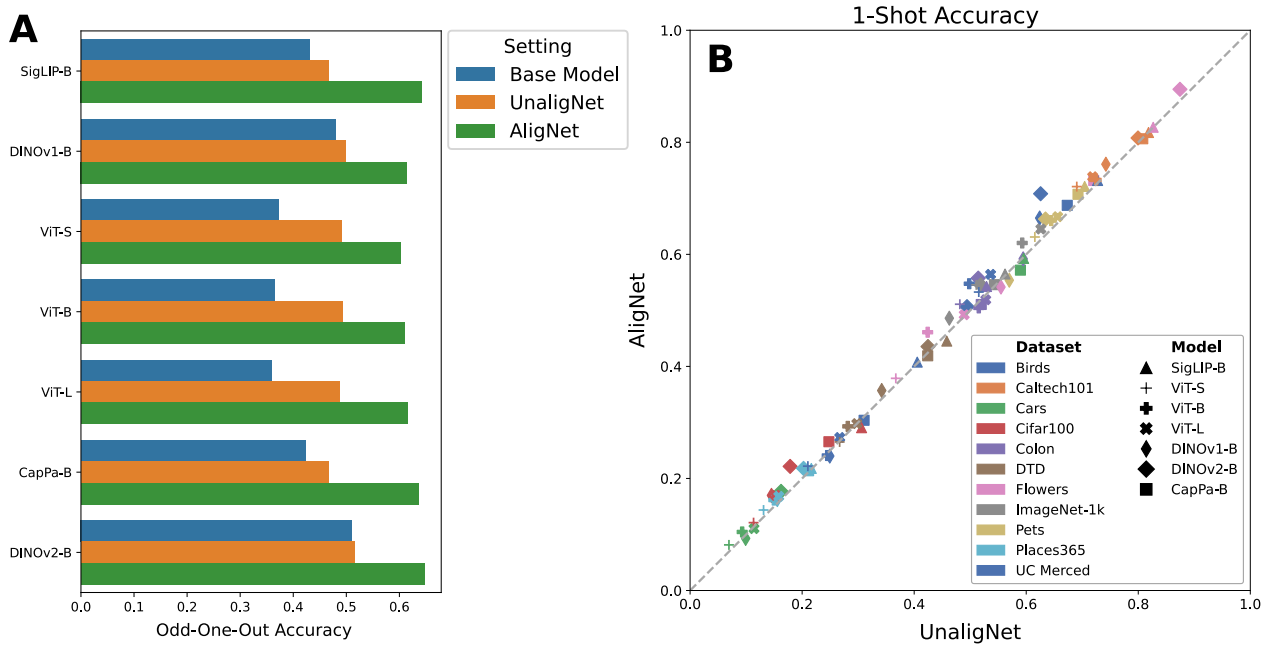 A
SigLIP-B
DINOv1-B
ViT-S
ViT-B
ViT-L
CapPa-B
DINOv2-B
0.0 0.1 0.2 0.3 0.4 0.5 0.6
Odd-One-Out Accuracy
Setting
Base Model
UnaligNet
AligNet
1-Shot Accuracy
B
1.0
0.8
0.6
0.4
0.2
0.0
AligNet
0.0 0.2 0.4 0.6 0.8 1.0
UnaligNet
Dataset
Birds
Caltech101
Cars
Cifar100
Colon
DTD
Flowers
ImageNet-1k
Pets
Places365
UC Merced
Model
SigLIP-B
ViT-S
ViT-B
ViT-L
DINOv1-B
DINOv2-B
CapPa-B